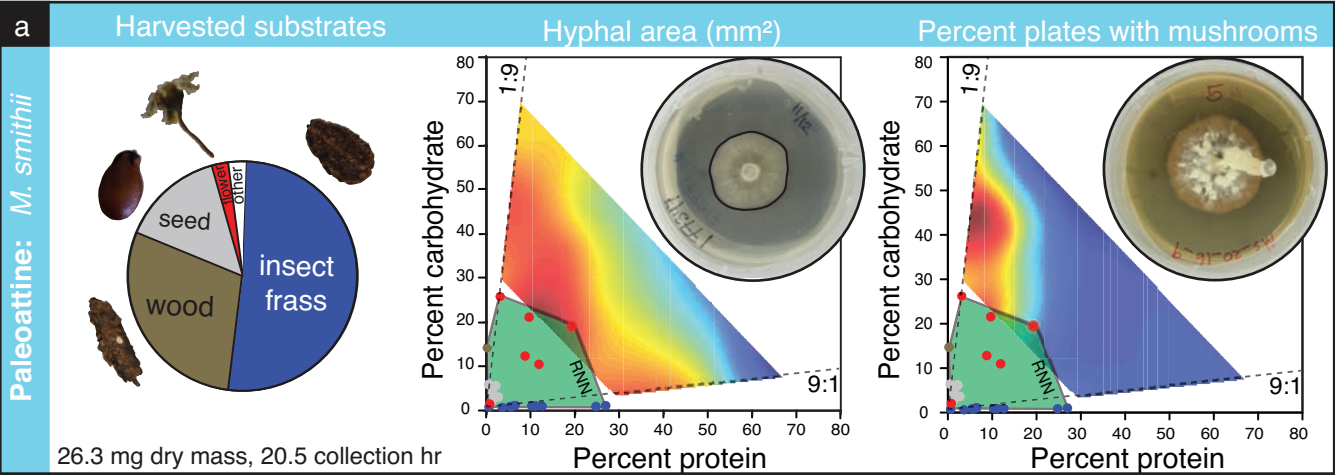 a
Harvested substrates
Hyphal area (mm²)
Percent plates with mushrooms
Paleoattine: M. smithii
insect
frass
wood
seed
flower
other
26.3 mg dry mass, 20.5 collection hr
Percent carbohydrate
80
70
60
50
40
30
20
10
0
1:9
9:1
RNN
11/12
0
10
20
30
40
50
60
70
80
Percent protein
Percent carbohydrate
80
70
60
50
40
30
20
10
0
1:9
9:1
RNN
5
0
10
20
30
40
50
60
70
80
Percent protein